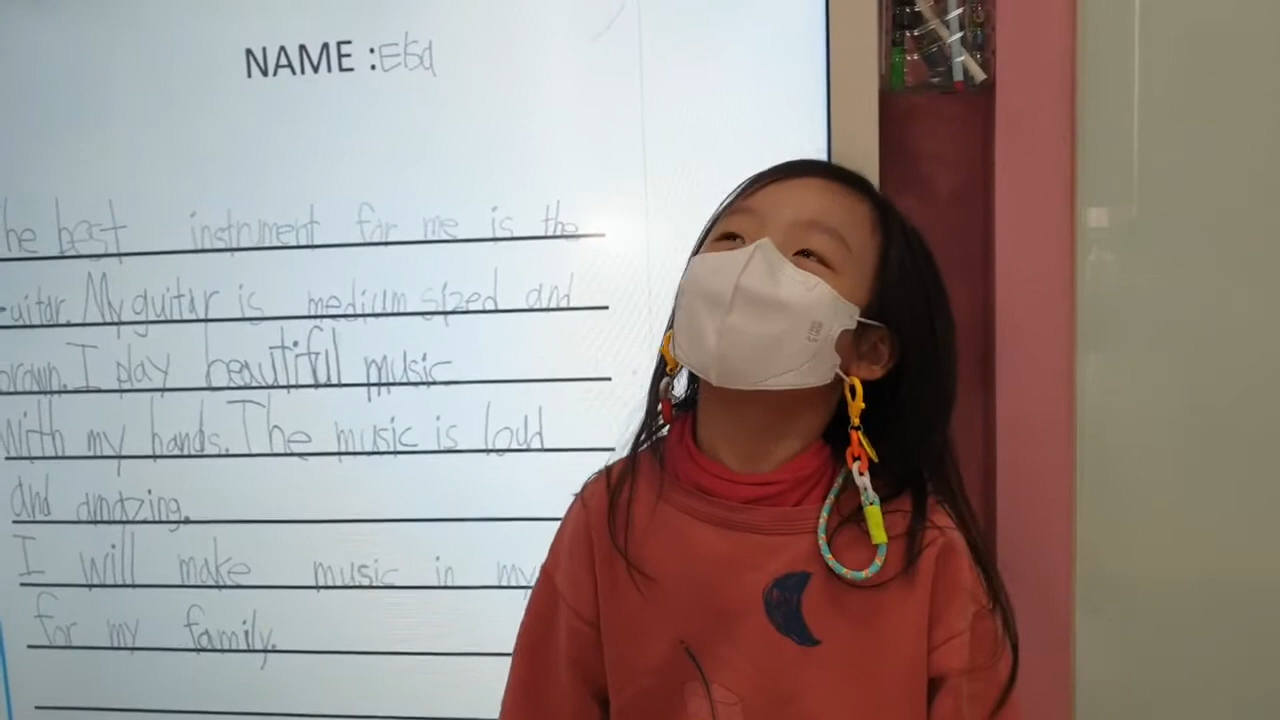 NAME : Elsa
he best instrument for me is the
uitar. My guitar is medium sized and
rown. I play beautiful music
With my hands. The music is loud
and amazing.
I will make music in my
for my family.